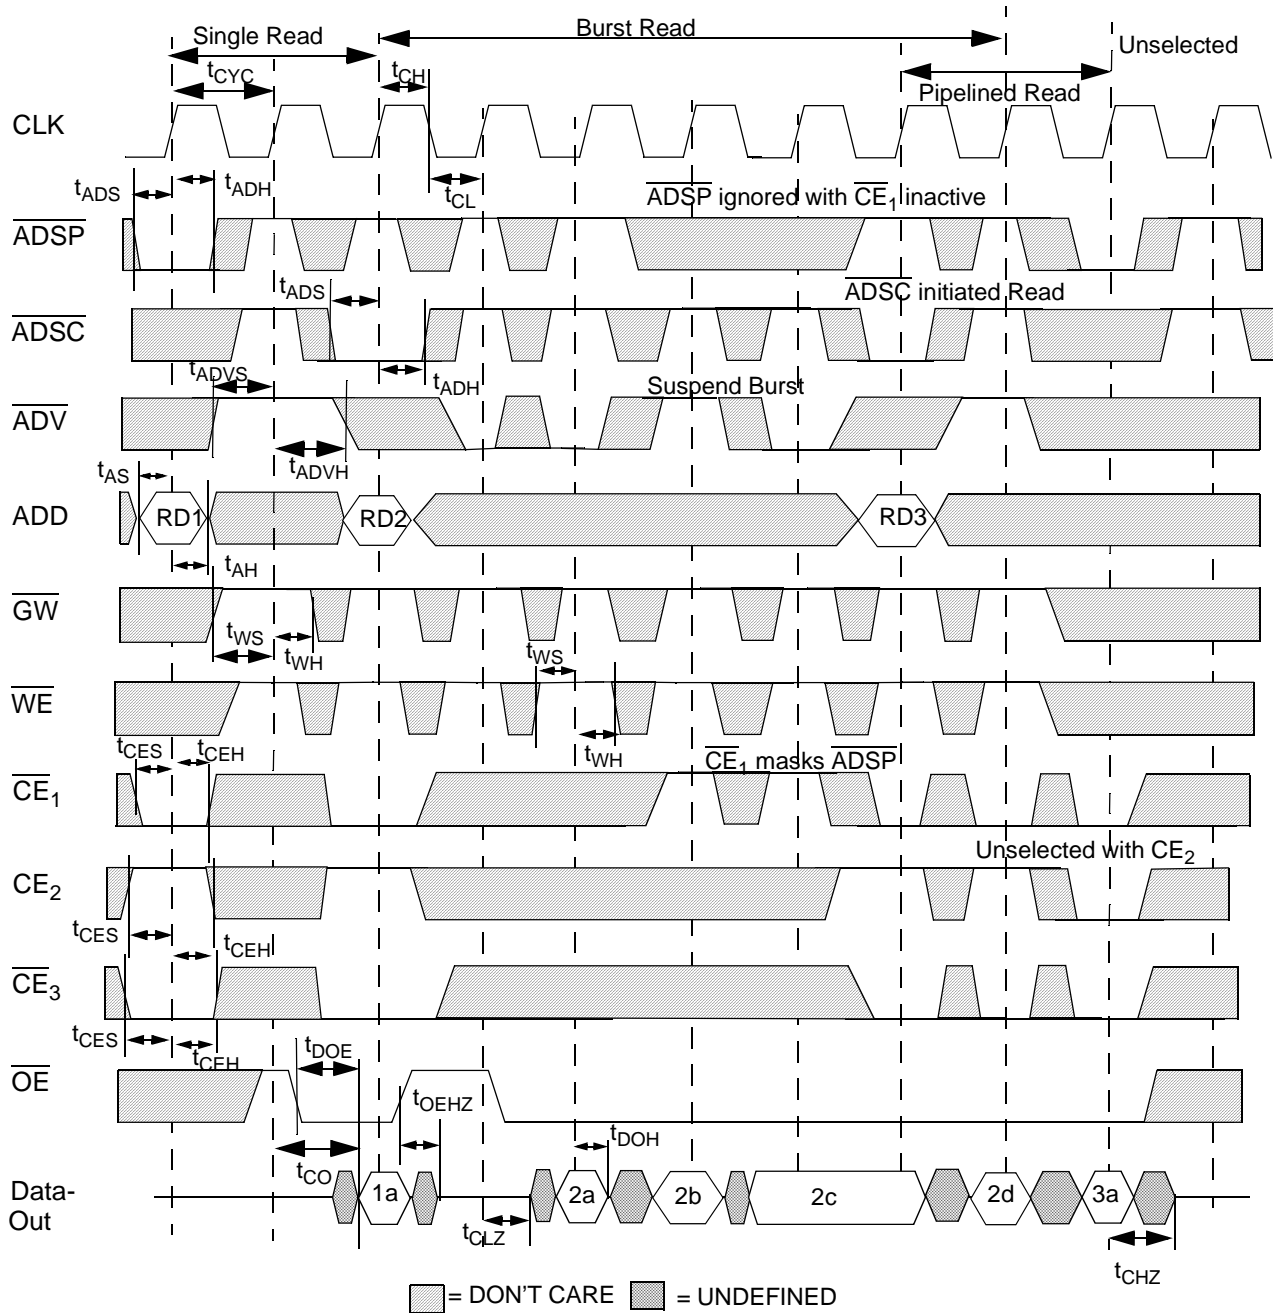 Burst Read
Single Read
Unselected
tCYC
tCH
Pipelined Read
CLK
tADS
tADH
tCL
ADSP ignored with CE1 inactive
ADSP
tADS
ADSC initiated Read
ADSC
tADVS
tADH
Suspend Burst
ADV
tADVH
tAS
ADD
RD1
RD2
RD3
tAH
GW
tWS
tWH
tWS
WE
tCES
tCEH
tWH
CE1 masks ADSP
CE1
Unselected with CE2
CE2
tCES
tCEH
CE3
tCES
tCEH
tDOE
OE
tOEHZ
tDOH
tCO
Data-
Out
1a
2a
2b
2c
2d
3a
tCLZ
tCHZ
= DON'T CARE
= UNDEFINED